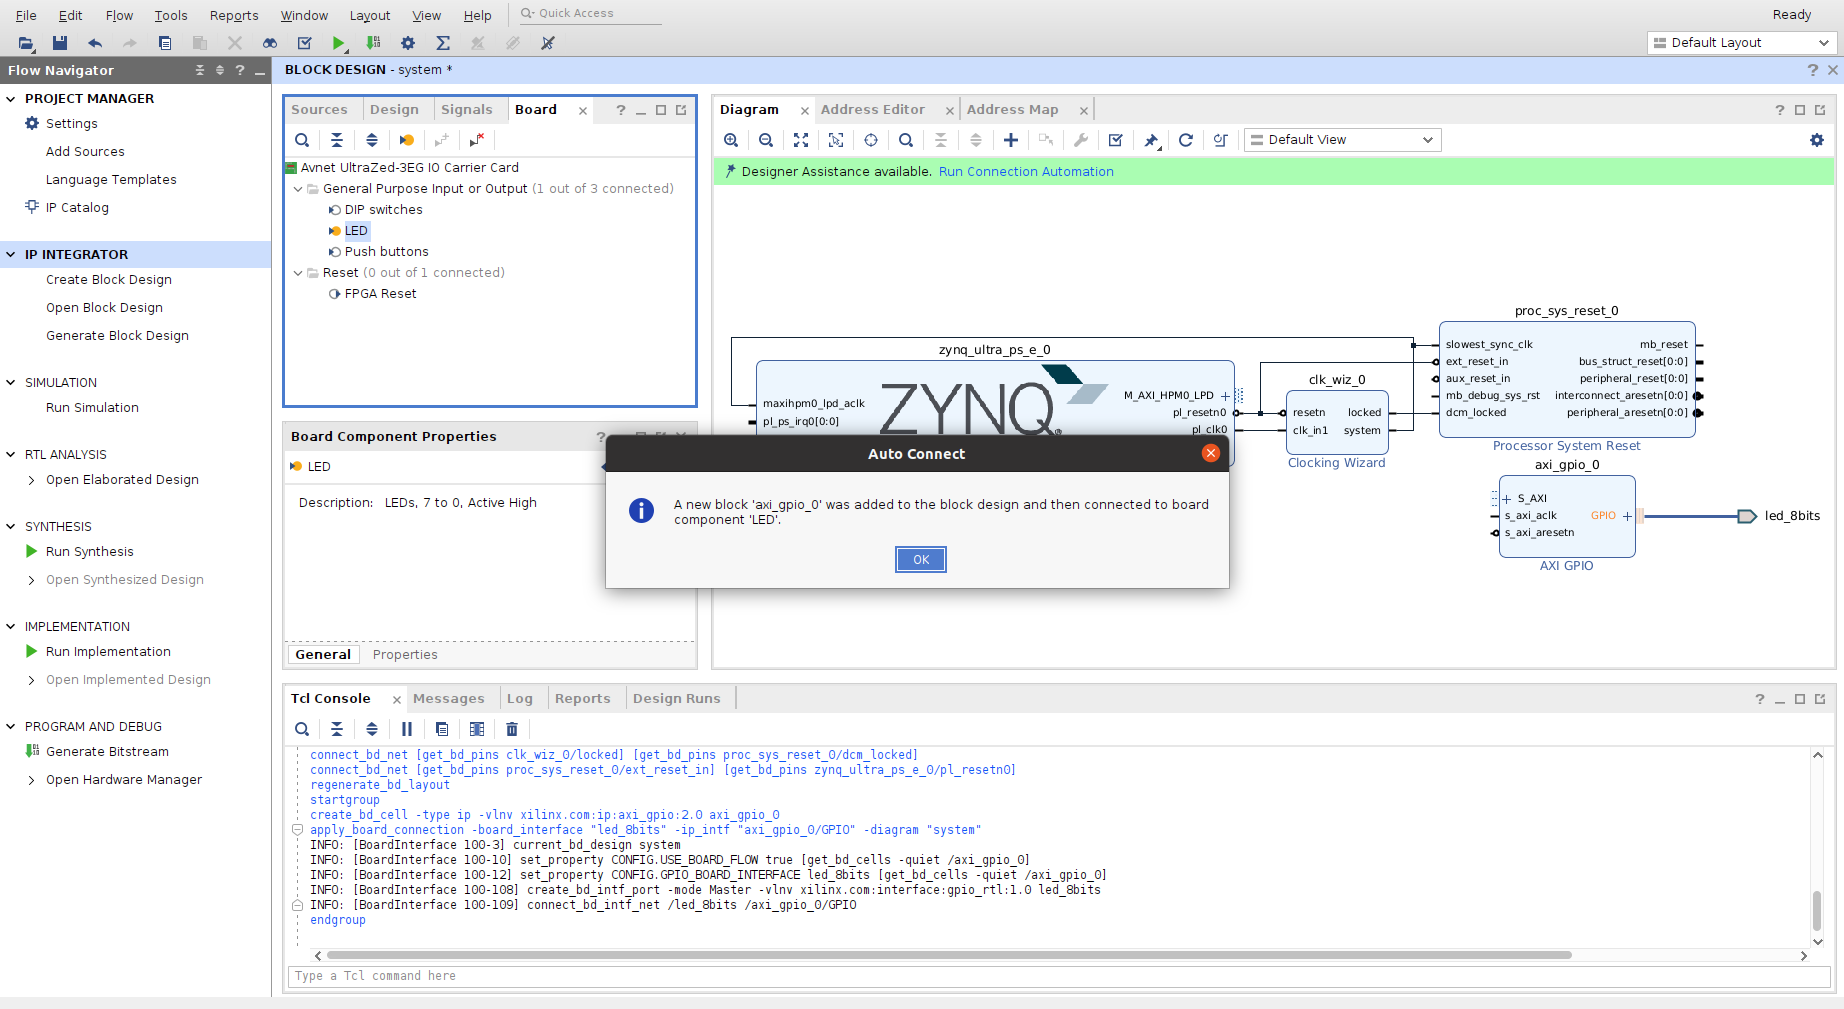 File Edit Flow Tools Reports Window Layout View Help Quick Access Ready
Default Layout
Flow Navigator
PROJECT MANAGER
Settings
Add Sources
Language Templates
IP Catalog
IP INTEGRATOR
Create Block Design
Open Block Design
Generate Block Design
SIMULATION
Run Simulation
RTL ANALYSIS
Open Elaborated Design
SYNTHESIS
Run Synthesis
Open Synthesized Design
IMPLEMENTATION
Run Implementation
Open Implemented Design
PROGRAM AND DEBUG
Generate Bitstream
Open Hardware Manager
BLOCK DESIGN - system *
Sources Design Signals Board
Avnet UltraZed-3EG IO Carrier Card
General Purpose Input or Output (1 out of 3 connected)
DIP switches
LED
Push buttons
Reset (0 out of 1 connected)
FPGA Reset
Board Component Properties
LED
Description: LEDs, 7 to 0, Active High
General Properties
Diagram Address Editor Address Map
Default View
Designer Assistance available. Run Connection Automation
zynq_ultra_ps_e_0
maxihpm0_lpd_aclk
pl_ps_irq0[0:0]
ZYNQ
M_AXI_HPM0_LPD
pl_resetn0
pl_clk0
clk_wiz_0
resetn locked
clk_in1 system
Clocking Wizard
proc_sys_reset_0
slowest_sync_clk mb_reset
ext_reset_in bus_struct_reset[0:0]
aux_reset_in peripheral_reset[0:0]
mb_debug_sys_rst interconnect_aresetn[0:0]
dcm_locked peripheral_aresetn[0:0]
Processor System Reset
axi_gpio_0
S_AXI
s_axi_aclk GPIO
s_axi_aresetn
AXI GPIO
led_8bits
Auto Connect
A new block 'axi_gpio_0' was added to the block design and then connected to board
component 'LED'.
OK
Tcl Console Messages Log Reports Design Runs
connect_bd_net [get_bd_pins clk_wiz_0/locked] [get_bd_pins proc_sys_reset_0/dcm_locked]
connect_bd_net [get_bd_pins proc_sys_reset_0/ext_reset_in] [get_bd_pins zynq_ultra_ps_e_0/pl_resetn0]
regenerate_bd_layout
startgroup
create_bd_cell -type ip -vlnv xilinx.com:ip:axi_gpio:2.0 axi_gpio_0
apply_board_connection -board_interface "led_8bits" -ip_intf "axi_gpio_0/GPIO" -diagram "system"
INFO: [BoardInterface 100-3] current_bd_design system
INFO: [BoardInterface 100-10] set_property CONFIG.USE_BOARD_FLOW true [get_bd_cells -quiet /axi_gpio_0]
INFO: [BoardInterface 100-12] set_property CONFIG.GPIO_BOARD_INTERFACE led_8bits [get_bd_cells -quiet /axi_gpio_0]
INFO: [BoardInterface 100-108] create_bd_intf_port -mode Master -vlnv xilinx.com:interface:gpio_rtl:1.0 led_8bits
INFO: [BoardInterface 100-109] connect_bd_intf_net /led_8bits /axi_gpio_0/GPIO
endgroup
Type a Tcl command here